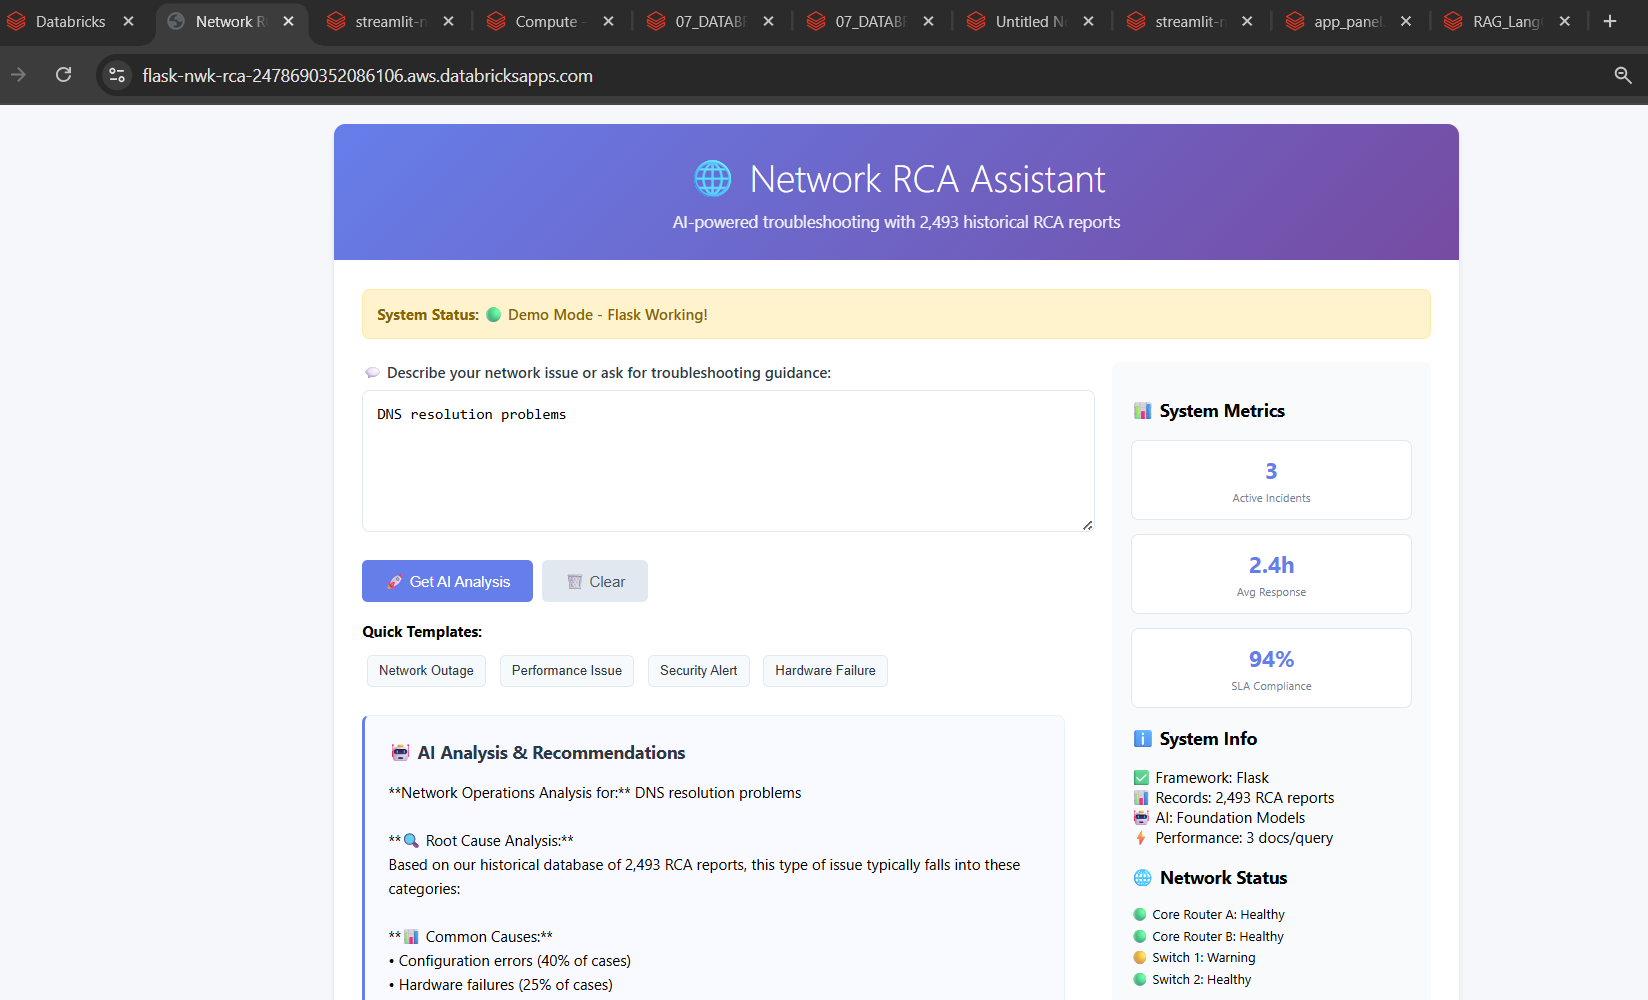 Databricks
Network R
streamlit-n
Compute -
07_DATAB
07_DATAB
Untitled N
streamlit-n
app_panel
RAG_Lang
flask-nwk-rca-2478690352086106.aws.databricksapps.com
Network RCA Assistant
AI-powered troubleshooting with 2,493 historical RCA reports
System Status: Demo Mode - Flask Working!
Describe your network issue or ask for troubleshooting guidance:
DNS resolution problems
Get AI Analysis
Clear
Quick Templates:
Network Outage
Performance Issue
Security Alert
Hardware Failure
AI Analysis & Recommendations
**Network Operations Analysis for:** DNS resolution problems
**🔍 Root Cause Analysis:**
Based on our historical database of 2,493 RCA reports, this type of issue typically falls into these
categories:
**📊 Common Causes:**
• Configuration errors (40% of cases)
• Hardware failures (25% of cases)
System Metrics
3
Active Incidents
2.4h
Avg Response
94%
SLA Compliance
System Info
Framework: Flask
Records: 2,493 RCA reports
AI: Foundation Models
Performance: 3 docs/query
Network Status
Core Router A: Healthy
Core Router B: Healthy
Switch 1: Warning
Switch 2: Healthy